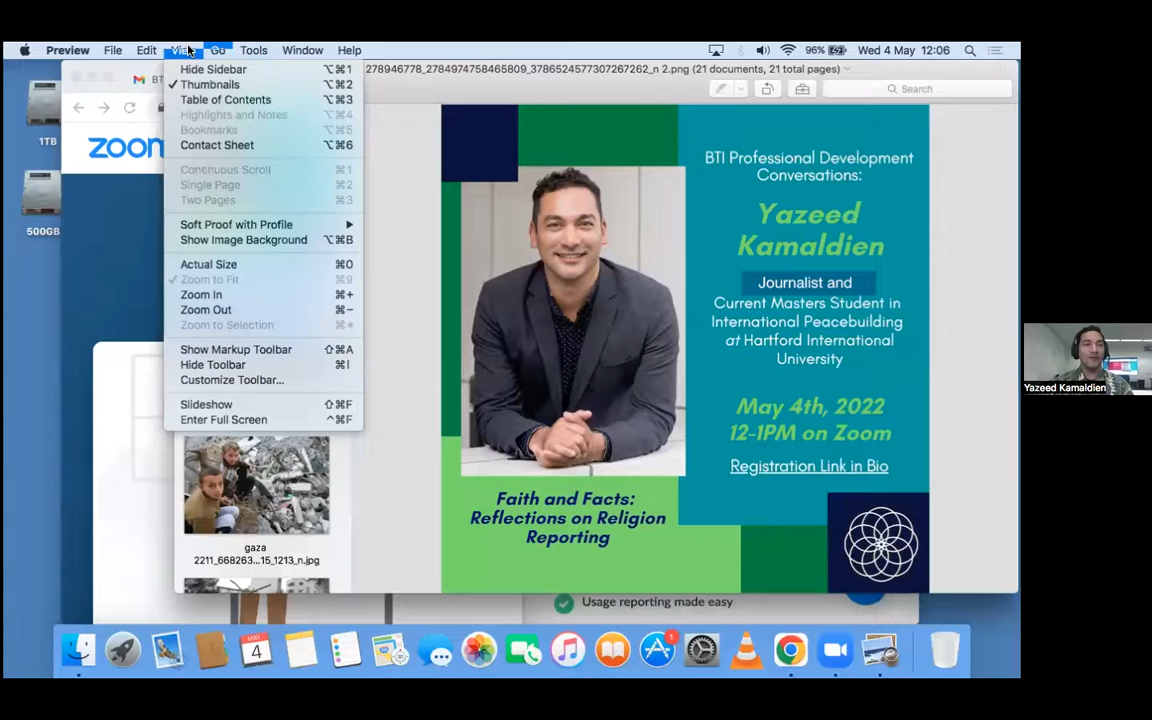 Preview File Edit View Go Tools Window Help 96% Wed 4 May 12:06
278946778_2784974758465809_3786524577307267262_n 2.png (21 documents, 21 total pages)
Search
BT
zoom
1TB
500GB
Hide Sidebar ⌥⌘1
✓ Thumbnails ⌥⌘2
Table of Contents ⌥⌘3
Highlights and Notes ⌥⌘4
Bookmarks ⌥⌘5
Contact Sheet ⌥⌘6
Continuous Scroll ⌘1
Single Page ⌘2
Two Pages ⌘3
Soft Proof with Profile ▶
Show Image Background ⌥⌘B
Actual Size ⌘0
✓ Zoom to Fit ⌘9
Zoom In ⌘+
Zoom Out ⌘−
Zoom to Selection ⌘*
Show Markup Toolbar ⇧⌘A
Hide Toolbar ⌘I
Customize Toolbar...
Slideshow ⇧⌘F
Enter Full Screen ^⌘F
gaza
2211_668263...15_1213_n.jpg
BTI Professional Development
Conversations:
Yazeed
Kamaldien
Journalist and
Current Masters Student in
International Peacebuilding
at Hartford International
University
May 4th, 2022
12-1PM on Zoom
Registration Link in Bio
Faith and Facts:
Reflections on Religion
Reporting
Usage reporting made easy
MAY
4
1
Yazeed Kamaldien